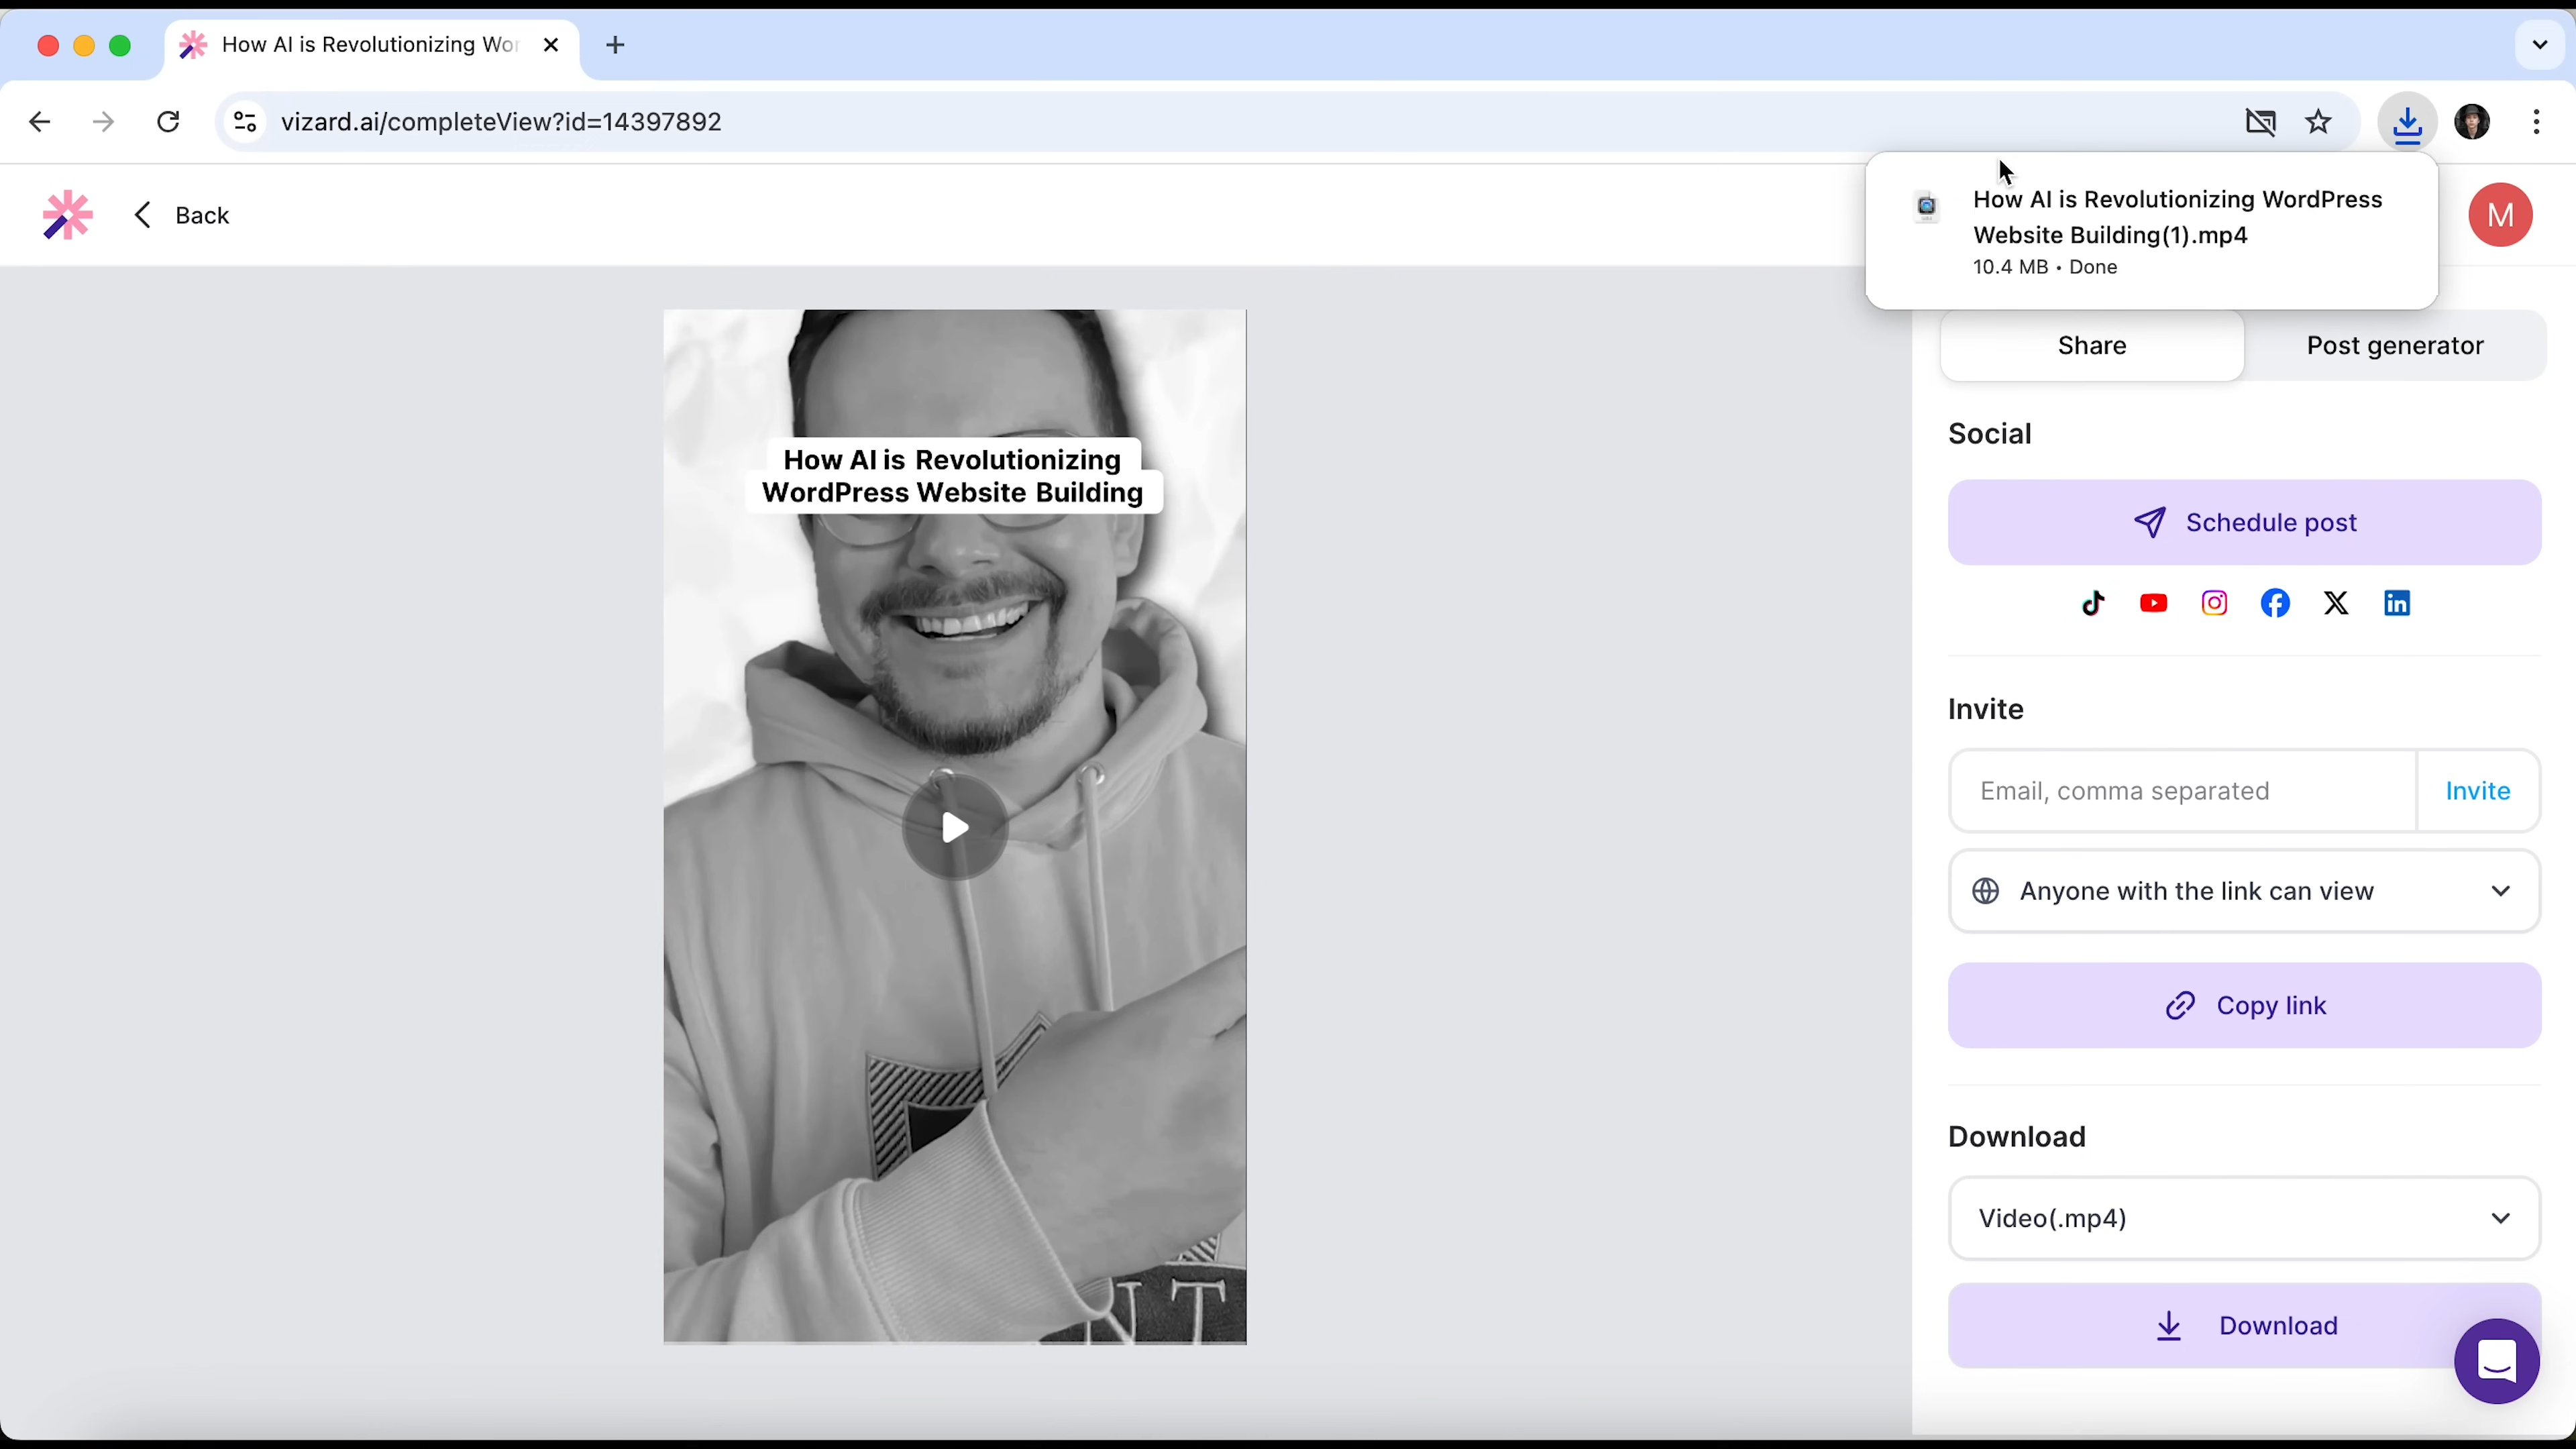 How AI is Revolutionizing Wor
vizard.ai/completeView?id=14397892
Back
How AI is Revolutionizing WordPress
Website Building(1).mp4
10.4 MB • Done
M
Share
Post generator
How AI is Revolutionizing
WordPress Website Building
Social
Schedule post
Invite
Email, comma separated
Invite
Anyone with the link can view
Copy link
Download
Video(.mp4)
Download